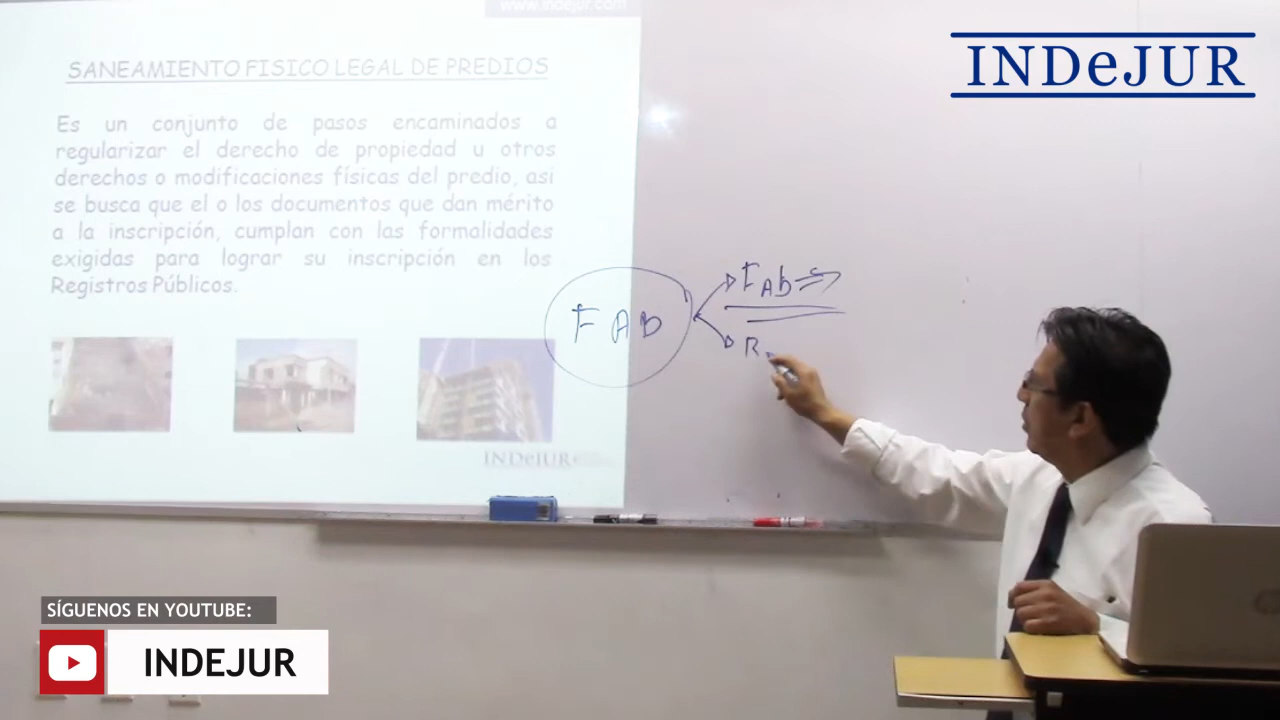 www.indejur.com
INDeJUR
SANEAMIENTO FISICO LEGAL DE PREDIOS
Es un conjunto de pasos encaminados a
regularizar el derecho de propiedad u otros
derechos o modificaciones físicas del predio, asi
se busca que el o los documentos que dan mérito
a la inscripción, cumplan con las formalidades
exigidas para lograr su inscripción en los
Registros Públicos.
FAB
R
INDeJUR
SÍGUENOS EN YOUTUBE:
INDEJUR